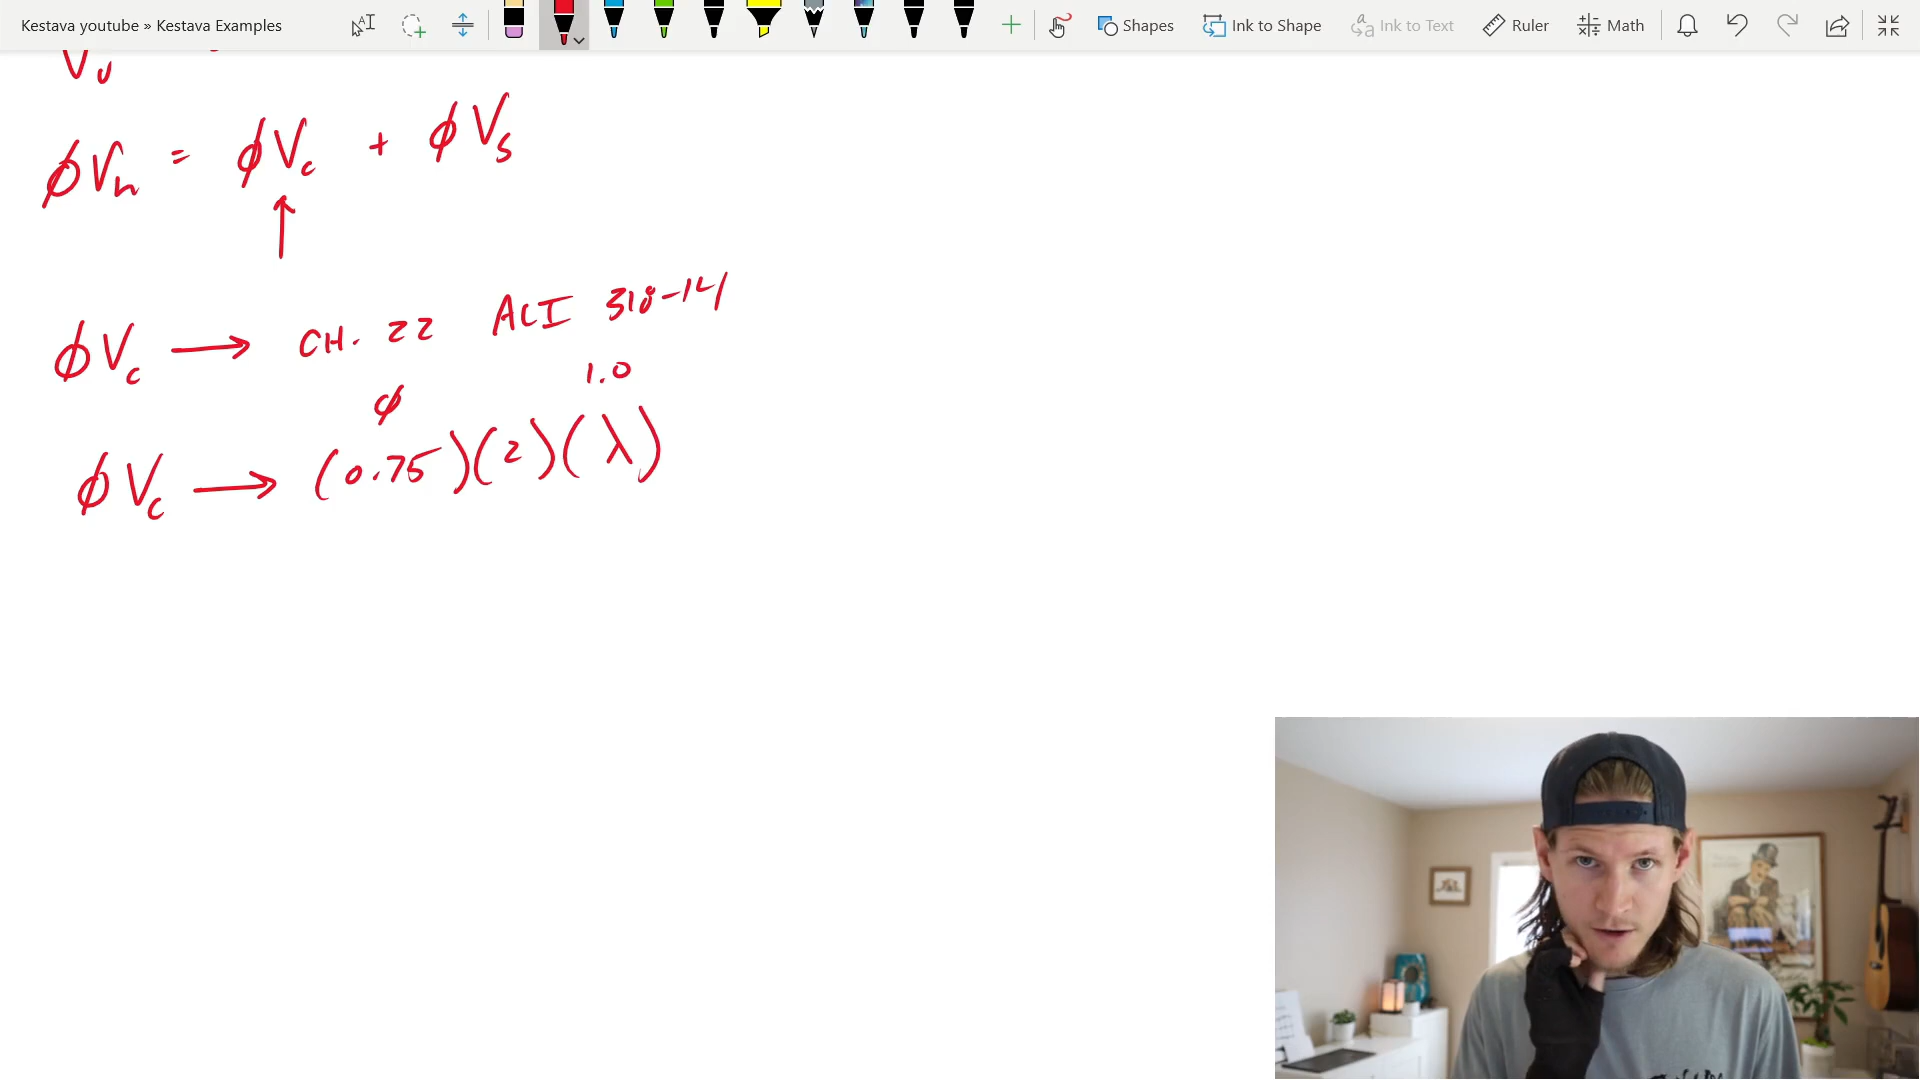 Kestava youtube » Kestava Examples
Shapes
Ink to Shape
Ink to Text
Ruler
Math
Vu
ϕVn = ϕVc + ϕVs
ϕVc → CH. 22 ACI 318-14
ϕ 1.0
ϕVc → (0.75)(2)(λ)